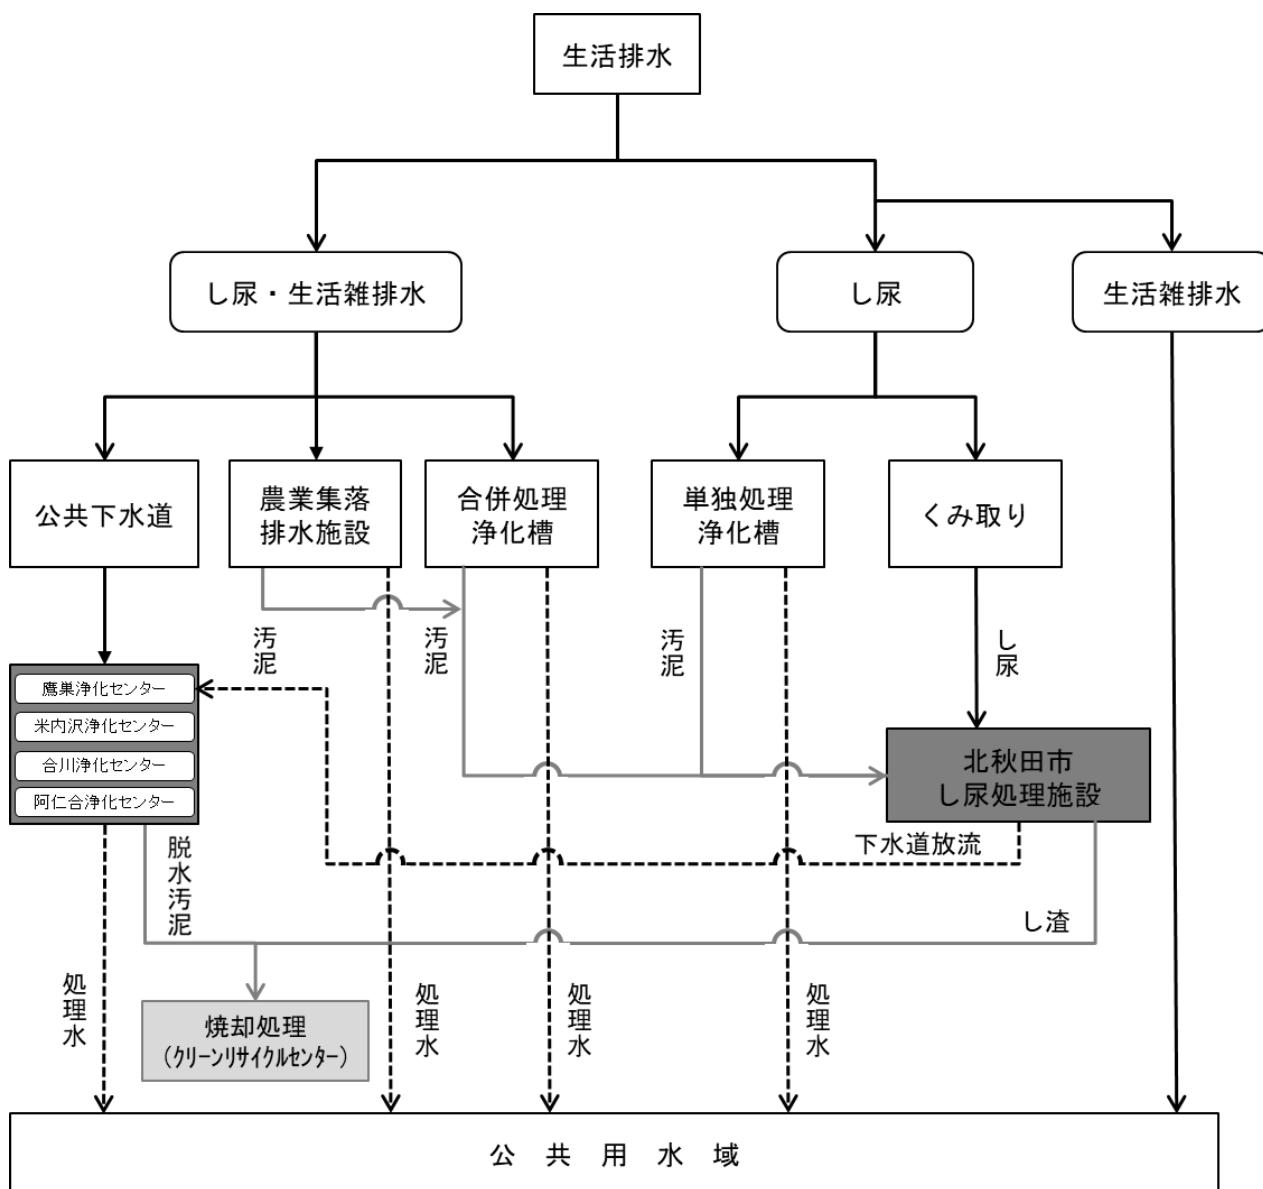 生活排水
し尿・生活雑排水
し尿
生活雑排水
公共下水道
農業集落
排水施設
合併処理
浄化槽
単独処理
浄化槽
くみ取り
汚泥
汚泥
汚泥
し尿
鷹巣浄化センター
米内沢浄化センター
合川浄化センター
阿仁合浄化センター
北秋田市
し尿処理施設
脱水汚泥
下水道放流
し渣
処理水
処理水
処理水
処理水
焼却処理
（クリーンリサイクルセンター）
公共用水域